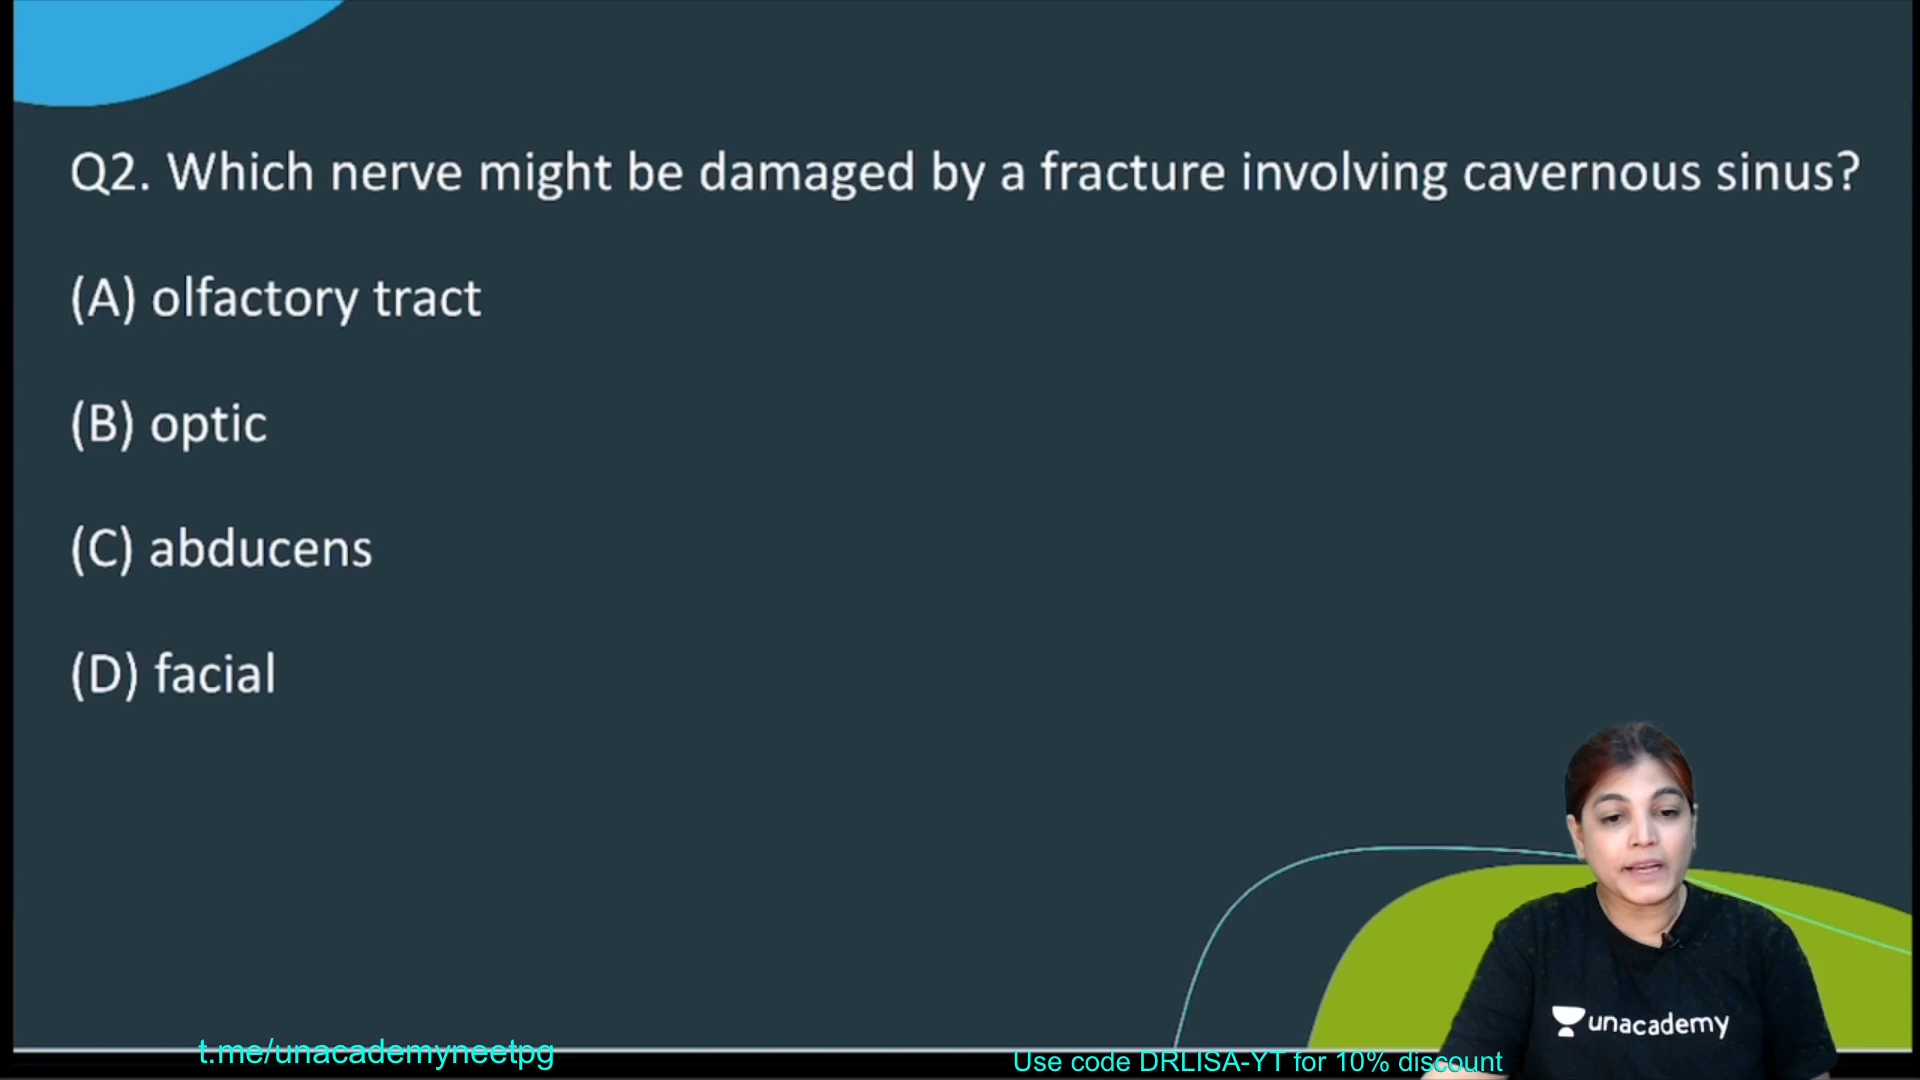 Q2. Which nerve might be damaged by a fracture involving cavernous sinus?
(A) olfactory tract
(B) optic
(C) abducens
(D) facial
unacademy
t.me/unacademyneetpg
Use code DRLISA-YT for 10% discount